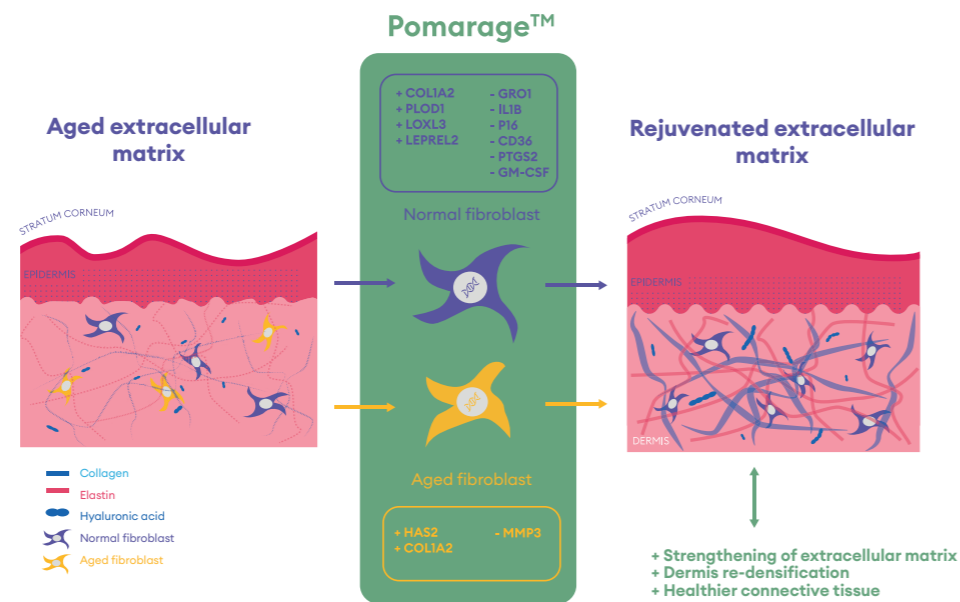 Pomarage™
Aged extracellular
matrix
STRATUM CORNEUM
EPIDERMIS
Collagen
Elastin
Hyaluronic acid
Normal fibroblast
Aged fibroblast
+ COL1A2
+ PLOD1
+ LOXL3
+ LEPREL2
- GRO1
- IL1B
- P16
- CD36
- PTGS2
- GM-CSF
Normal fibroblast
Aged fibroblast
+ HAS2
+ COL1A2
- MMP3
Rejuvenated extracellular
matrix
STRATUM CORNEUM
EPIDERMIS
DERMIS
+ Strengthening of extracellular matrix
+ Dermis re-densification
+ Healthier connective tissue